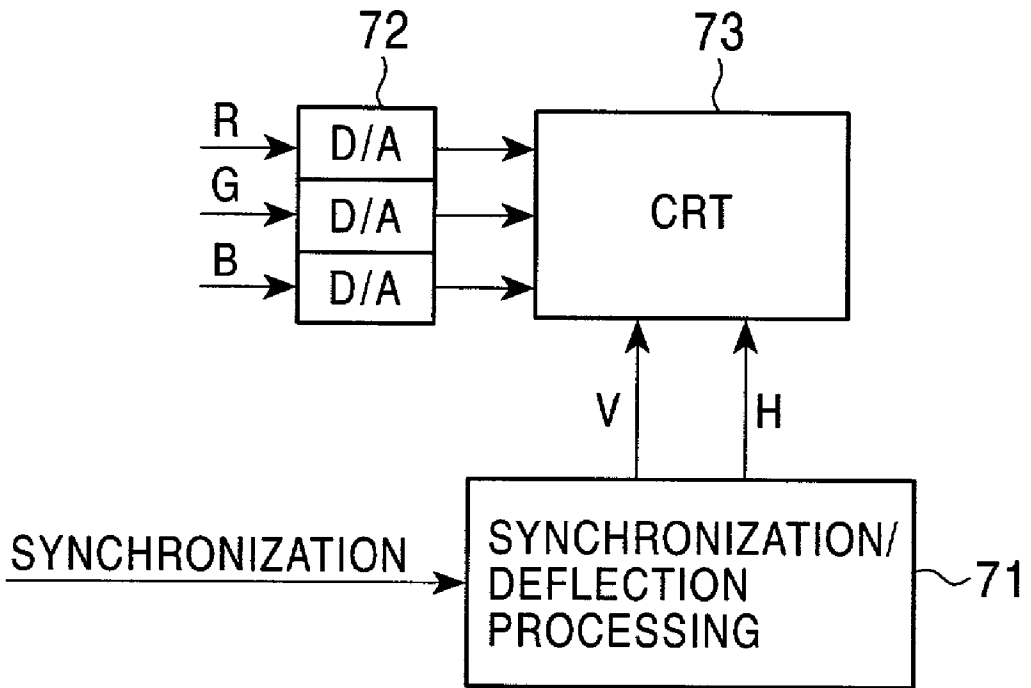 72
73
R
D/A
G
D/A
CRT
B
D/A
V
H
SYNCHRONIZATION
SYNCHRONIZATION/
DEFLECTION
PROCESSING
71